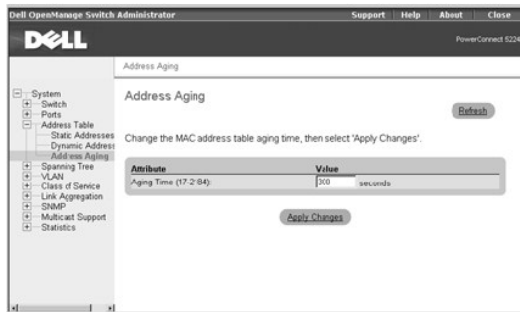 Dell OpenManage Switch Administrator
Support Help About Close
DELL
PowerConnect 5224
Address Aging
System
Switch
Ports
Address Table
Static Addresses
Dynamic Address
Address Aging
Spanning Tree
VLAN
Class of Service
Link Aggregation
SNMP
Multicast Support
Statistics
Address Aging
Refresh
Change the MAC address table aging time, then select 'Apply Changes'.
Attribute Value
Aging Time 300 seconds
Apply Changes